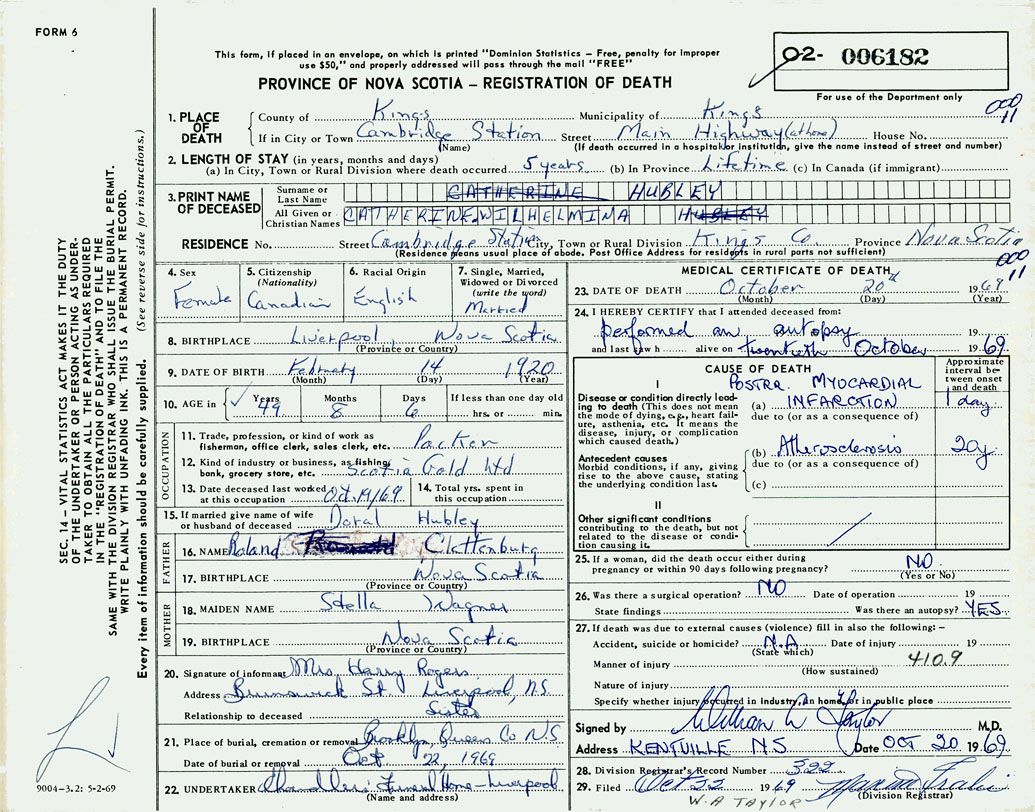 FORM 6
This form, if placed in an envelope, on which is printed "Dominion Statistics – Free, penalty for improper
use $50," and properly addressed will pass through the mail "FREE"
PROVINCE OF NOVA SCOTIA – REGISTRATION OF DEATH
02- 006182
For use of the Department only
000
11
1. PLACE OF DEATH
County of Kings Municipality of Kings
If in City or Town Cambridge Station Street Main Highway (at home) House No.
(Name) (If death occurred in a hospital or institution, give the name instead of street and number)
2. LENGTH OF STAY (in years, months and days)
(a) In City, Town or Rural Division where death occurred 5 years (b) In Province Lifetime (c) In Canada (if immigrant)
3. PRINT NAME OF DECEASED
Surname or Last Name CATHERINE HUBLEY
All Given or Christian Names CATHERINE WILHELMINA HUBLEY
RESIDENCE No. Street Cambridge Station City, Town or Rural Division Kings Co. Province Nova Scotia
(Residence means usual place of abode. Post Office Address for residents in rural parts not sufficient)
000
11
4. Sex Female
5. Citizenship (Nationality) Canadian
6. Racial Origin English
7. Single, Married, Widowed or Divorced (write the word) Married
8. BIRTHPLACE Liverpool, Nova Scotia
(Province or Country)
9. DATE OF BIRTH February 14 1920
(Month) (Day) (Year)
10. AGE in Years Months Days If less than one day old
✓ 49 8 6 hrs. or min.
OCCUPATION
11. Trade, profession, or kind of work as fisherman, office clerk, sales clerk, etc. Packer
12. Kind of industry or business, as fishing, bank, grocery store, etc. Scotia Gold Ltd
13. Date deceased last worked at this occupation Oct. 19/69
14. Total yrs. spent in this occupation
15. If married give name of wife or husband of deceased Doral Hubley
FATHER
16. NAME Roland Clattenburg
17. BIRTHPLACE Nova Scotia
(Province or Country)
MOTHER
18. MAIDEN NAME Stella Wagner
19. BIRTHPLACE Nova Scotia
(Province or Country)
20. Signature of informant Mrs. Harry Rogers
Address Brunswick St Liverpool, N.S.
Relationship to deceased Sister
21. Place of burial, cremation or removal Brooklyn, Queens Co N.S.
Date of burial or removal Oct 22, 1969
22. UNDERTAKER Chandlers Funeral Home - Liverpool
(Name and address)
MEDICAL CERTIFICATE OF DEATH
23. DATE OF DEATH October 20th 1969
(Month) (Day) (Year)
24. I HEREBY CERTIFY that I attended deceased from:
performed an autopsy 19
and last saw h alive on twentieth October 1969.
CAUSE OF DEATH
Approximate interval between onset and death
I
Disease or condition directly leading to death (This does not mean the mode of dying, e.g., heart failure, asthenia, etc. It means the disease, injury, or complication which caused death.)
(a) MYOCARDIAL INFARCTION 1 day.
due to (or as a consequence of)
Antecedent causes
Morbid conditions, if any, giving rise to the above cause, stating the underlying condition last.
(b) Atherosclerosis 2 y.
due to (or as a consequence of)
(c)
II
Other significant conditions contributing to the death, but not related to the disease or condition causing it.
25. If a woman, did the death occur either during pregnancy or within 90 days following pregnancy? NO
(Yes or No)
26. Was there a surgical operation? NO Date of operation 19
State findings Was there an autopsy? YES
27. If death was due to external causes (violence) fill in also the following: –
Accident, suicide or homicide? N.A Date of injury 19
(State which)
Manner of injury 410.9
(How sustained)
Nature of injury
Specify whether injury occurred in Industry, in home, or in public place
Signed by William A Taylor M.D.
Address KENTVILLE N.S. Date OCT 20 1969.
28. Division Registrar's Record Number 322
29. Filed Oct 22 1969
(Division Registrar)
W.A TAYLOR
SEC. 14 – VITAL STATISTICS ACT MAKES IT THE DUTY
OF THE UNDERTAKER OR PERSON ACTING AS UNDER-
TAKER TO OBTAIN ALL THE PARTICULARS REQUIRED
IN THE "REGISTRATION OF DEATH" AND TO FILE THE
SAME WITH THE DIVISION REGISTRAR WHO SHALL ISSUE THE BURIAL PERMIT.
WRITE PLAINLY WITH UNFADING INK. THIS IS A PERMANENT RECORD.
Every item of information should be carefully supplied. (See reverse side for instructions.)
9004–3.2: 5-2-69